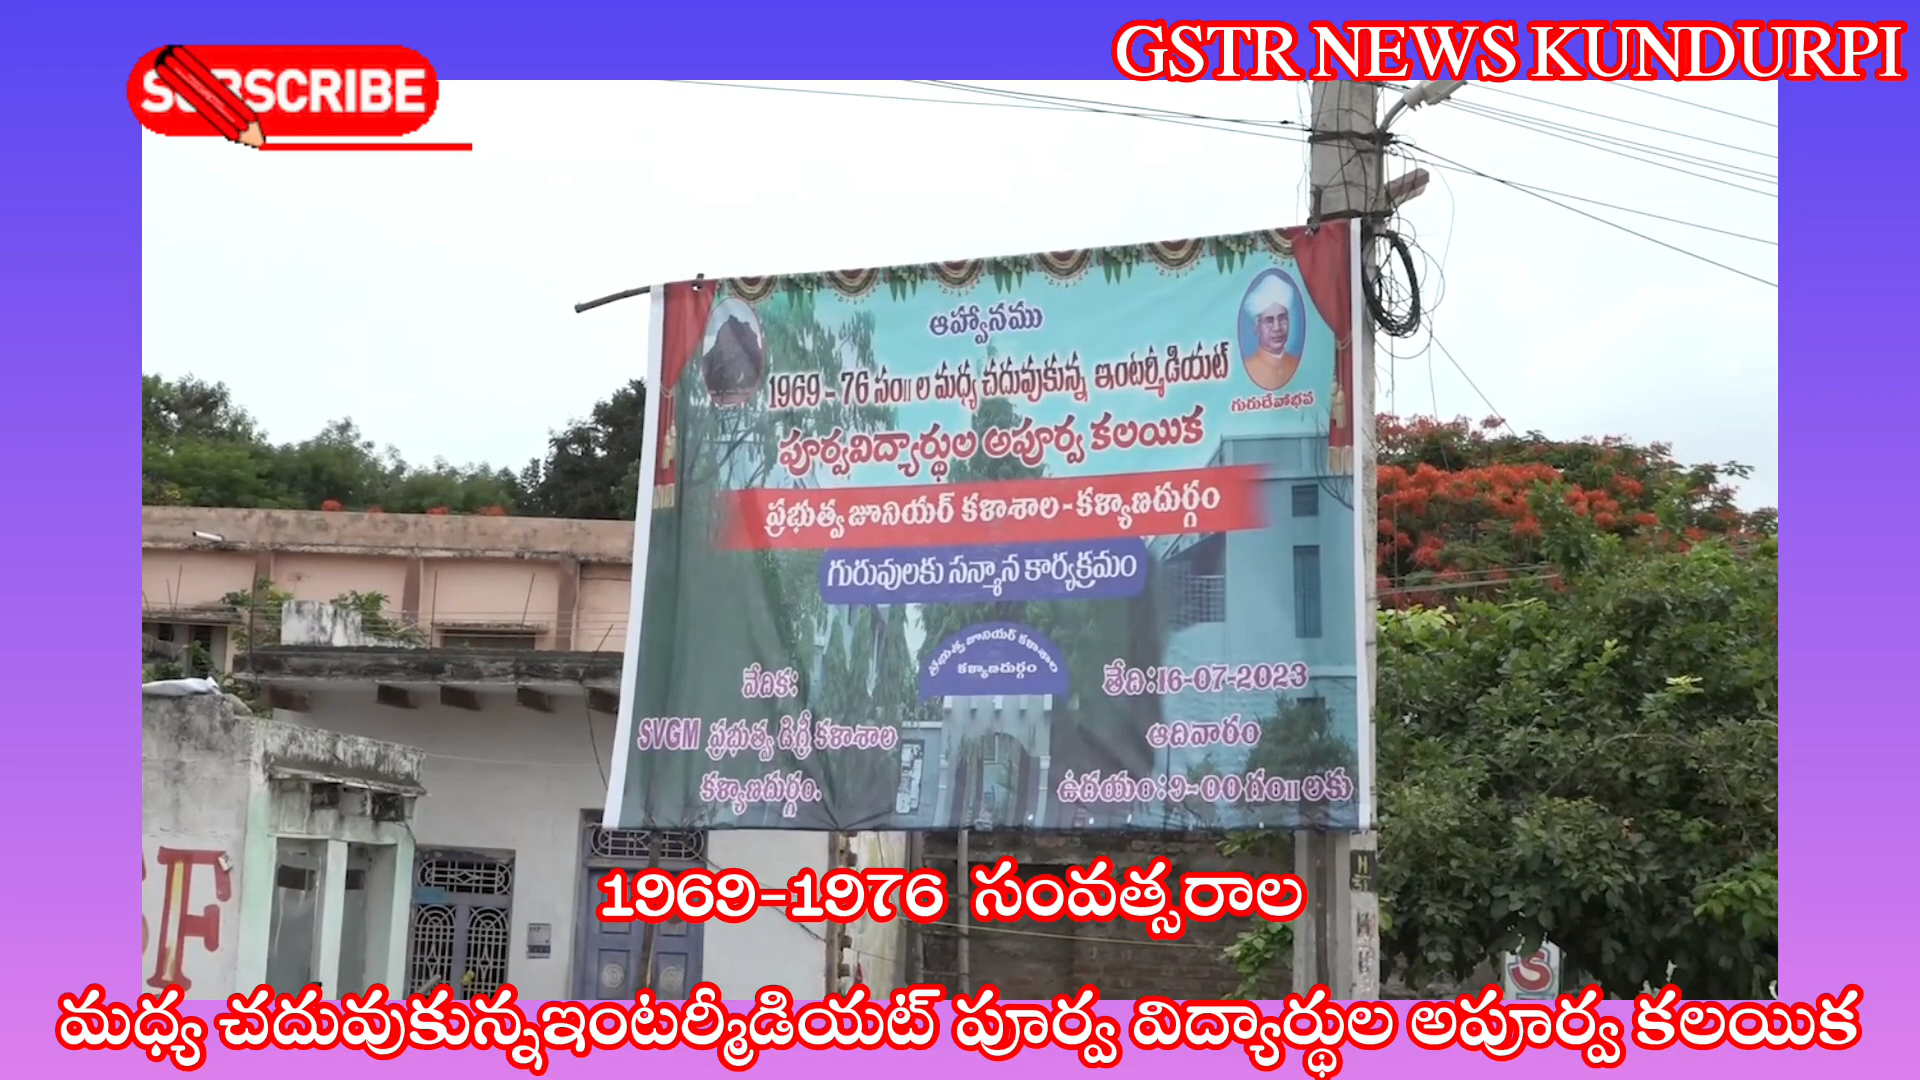 GSTR NEWS KUNDURPI
SUBSCRIBE
ఆహ్వానము
1969 - 76 సం॥ ల మధ్య చదువుకున్న ఇంటర్మీడియట్
గురుదేవోభవ
పూర్వవిద్యార్థుల అపూర్వ కలయిక
ప్రభుత్వ జూనియర్ కళాశాల - కళ్యాణదుర్గం
గురువులకు సన్మాన కార్యక్రమం
ప్రభుత్వ జూనియర్ కళాశాల
కళ్యాణదుర్గం
వేదిక:
తేది:16-07-2023
SVGM ప్రభుత్వ డిగ్రీ కళాశాల
ఆదివారం
కళ్యాణదుర్గం.
ఉదయం:9-00 గం॥ లకు
1969-1976 సంవత్సరాల
మధ్య చదువుకున్నఇంటర్మీడియట్ పూర్వ విద్యార్థుల అపూర్వ కలయిక